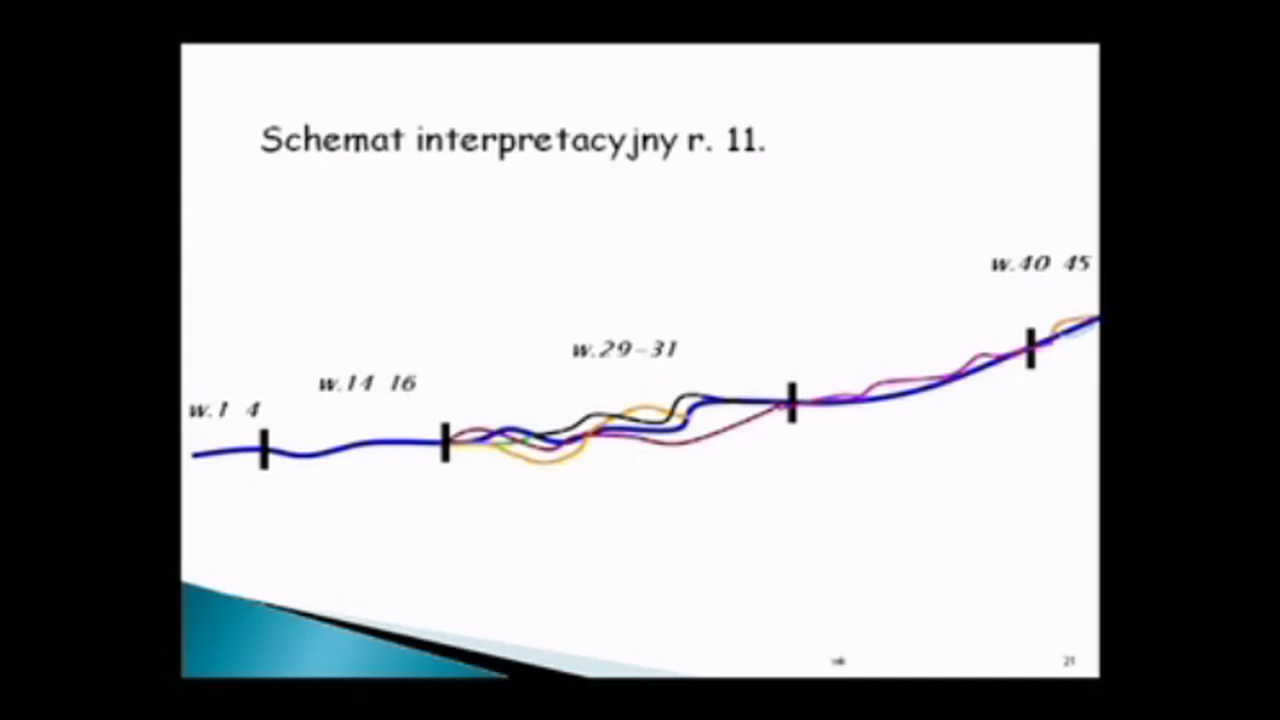 Schemat interpretacyjny r. 11.
w.40 45
w.29-31
w.14 16
w.1 4
21